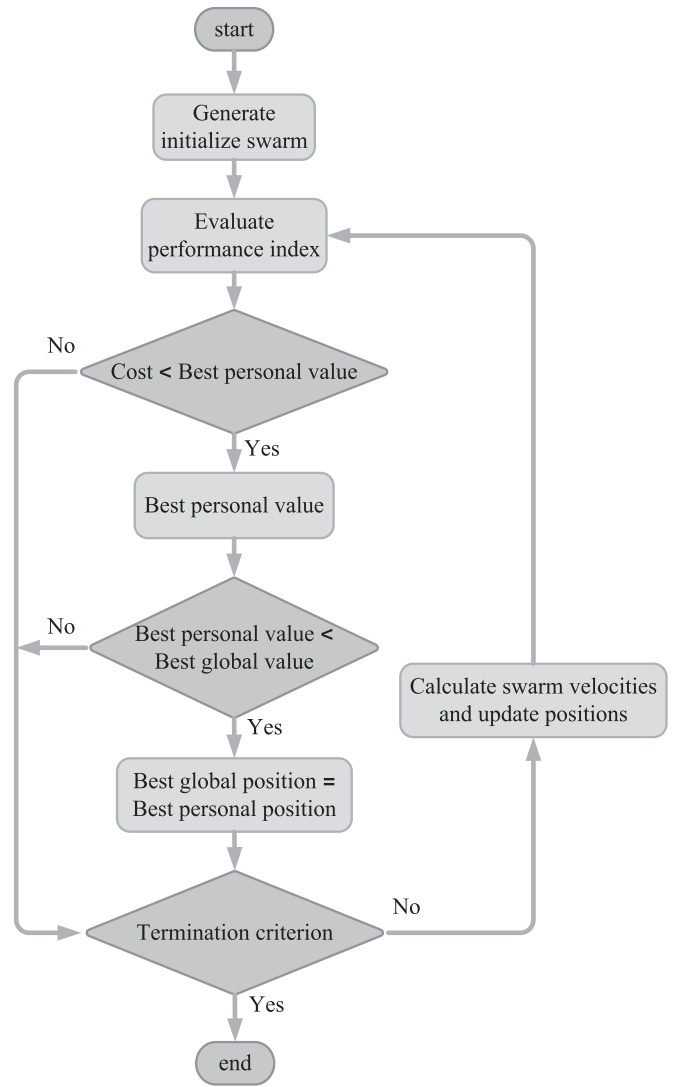 start
Generate
initialize swarm
Evaluate
performance index
No
Cost < Best personal value
Yes
Best personal value
No
Best personal value <
Best global value
Calculate swarm velocities
and update positions
Yes
Best global position =
Best personal position
No
Termination criterion
Yes
end